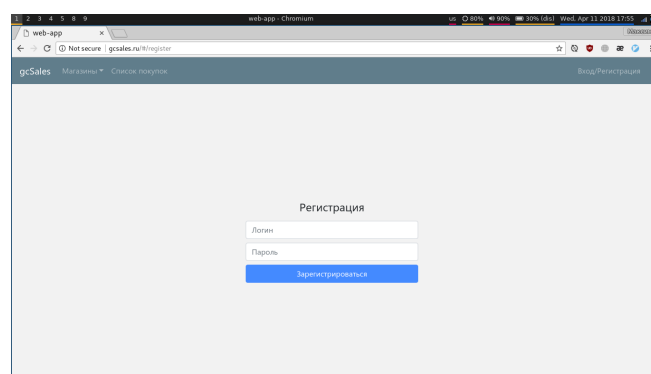 1 2 3 4 5 8 9 web-app - Chromium us 80% 90% 30% (dis) Wed, Apr 11 2018 17:55
web-app
Not secure gcsales.ru/#/register
gcSales Магазины Список покупок Вход/Регистрация
Регистрация
Логин
Пароль
Зарегистрироваться